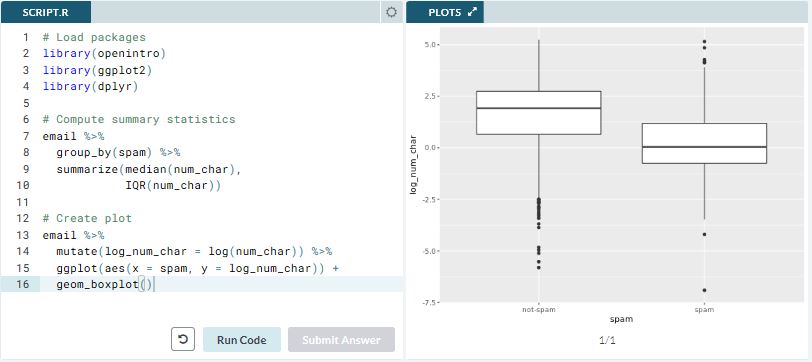 SCRIPT.R
1 # Load packages
2 library(openintro)
3 library(ggplot2)
4 library(dplyr)
5
6 # Compute summary statistics
7 email %>%
8 group_by(spam) %>%
9 summarize(median(num_char),
10 IQR(num_char))
11
12 # Create plot
13 email %>%
14 mutate(log_num_char = log(num_char)) %>%
15 ggplot(aes(x = spam, y = log_num_char)) +
16 geom_boxplot()
Run Code
Submit Answer
PLOTS
5.0
2.5
0.0
-2.5
-5.0
-7.5
log_num_char
not-spam
spam
spam
1/1